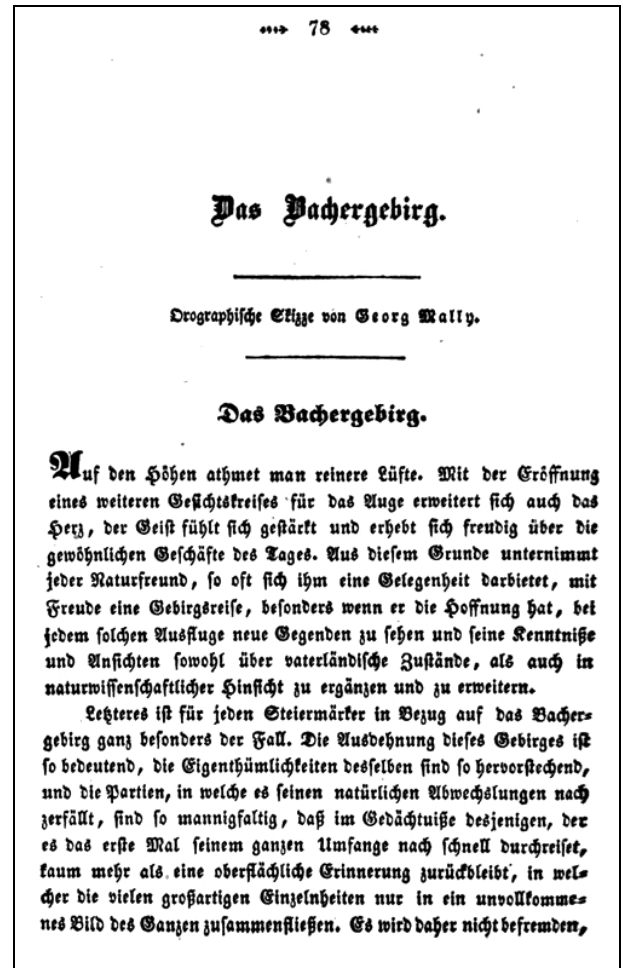 78
Das Bachergebirg.
Orographische Skizze von Georg Mally.
Das Bachergebirg.
Auf den Höhen athmet man reinere Lüfte. Mit der Eröffnung
eines weiteren Gesichtskreises für das Auge erweitert sich auch das
Herz, der Geist fühlt sich gestärkt und erhebt sich freudig über die
gewöhnlichen Geschäfte des Tages. Aus diesem Grunde unternimmt
jeder Naturfreund, so oft sich ihm eine Gelegenheit darbietet, mit
Freude eine Gebirgsreise, besonders wenn er die Hoffnung hat, bei
jedem solchen Ausfluge neue Gegenden zu sehen und seine Kenntniße
und Ansichten sowohl über vaterländische Zustände, als auch in
naturwissenschaftlicher Hinsicht zu ergänzen und zu erweitern.
Letzteres ist für jeden Steiermärker in Bezug auf das Bacher-
gebirg ganz besonders der Fall. Die Ausdehnung dieses Gebirges ist
so bedeutend, die Eigenthümlichkeiten desselben sind so hervorstechend,
und die Partien, in welche es seinen natürlichen Abwechslungen nach
zerfällt, sind so mannigfaltig, daß im Gedächtuiße desjenigen, der
es das erste Mal seinem ganzen Umfange nach schnell durchreiset,
kaum mehr als eine oberflächliche Erinnerung zurückbleibt, in wel-
cher die vielen großartigen Einzelnheiten nur in ein unvollkomme-
nes Bild des Ganzen zusammenfließen. Es wird daher nicht befremden,